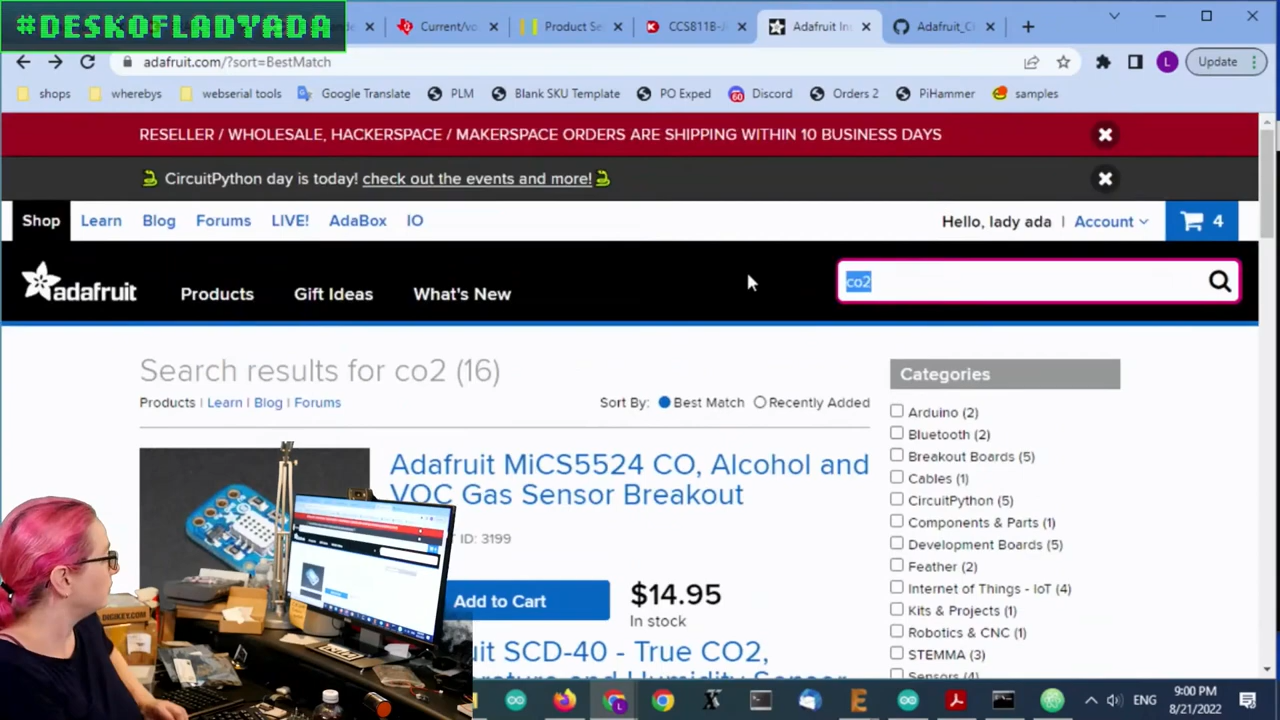 #DESKOFLADYADA
Current/vo
Product Se
CCS811B-J
Adafruit In
Adafruit_C
adafruit.com/?sort=BestMatch
Update
shops
wherebys
webserial tools
Google Translate
PLM
Blank SKU Template
PO Exped
60
Discord
Orders 2
PiHammer
samples
RESELLER / WHOLESALE, HACKERSPACE / MAKERSPACE ORDERS ARE SHIPPING WITHIN 10 BUSINESS DAYS
CircuitPython day is today! check out the events and more!
Shop Learn Blog Forums LIVE! AdaBox IO
Hello, lady ada | Account
4
adafruit
Products
Gift Ideas
What's New
co2
Search results for co2 (16)
Products | Learn | Blog | Forums
Sort By: Best Match Recently Added
Adafruit MiCS5524 CO, Alcohol and
VOC Gas Sensor Breakout
ID: 3199
Add to Cart
$14.95
In stock
uit SCD-40 - True CO2,
Categories
Arduino (2)
Bluetooth (2)
Breakout Boards (5)
Cables (1)
CircuitPython (5)
Components & Parts (1)
Development Boards (5)
Feather (2)
Internet of Things - IoT (4)
Kits & Projects (1)
Robotics & CNC (1)
STEMMA (3)
DIGIKEY.COM
ENG
9:00 PM
8/21/2022